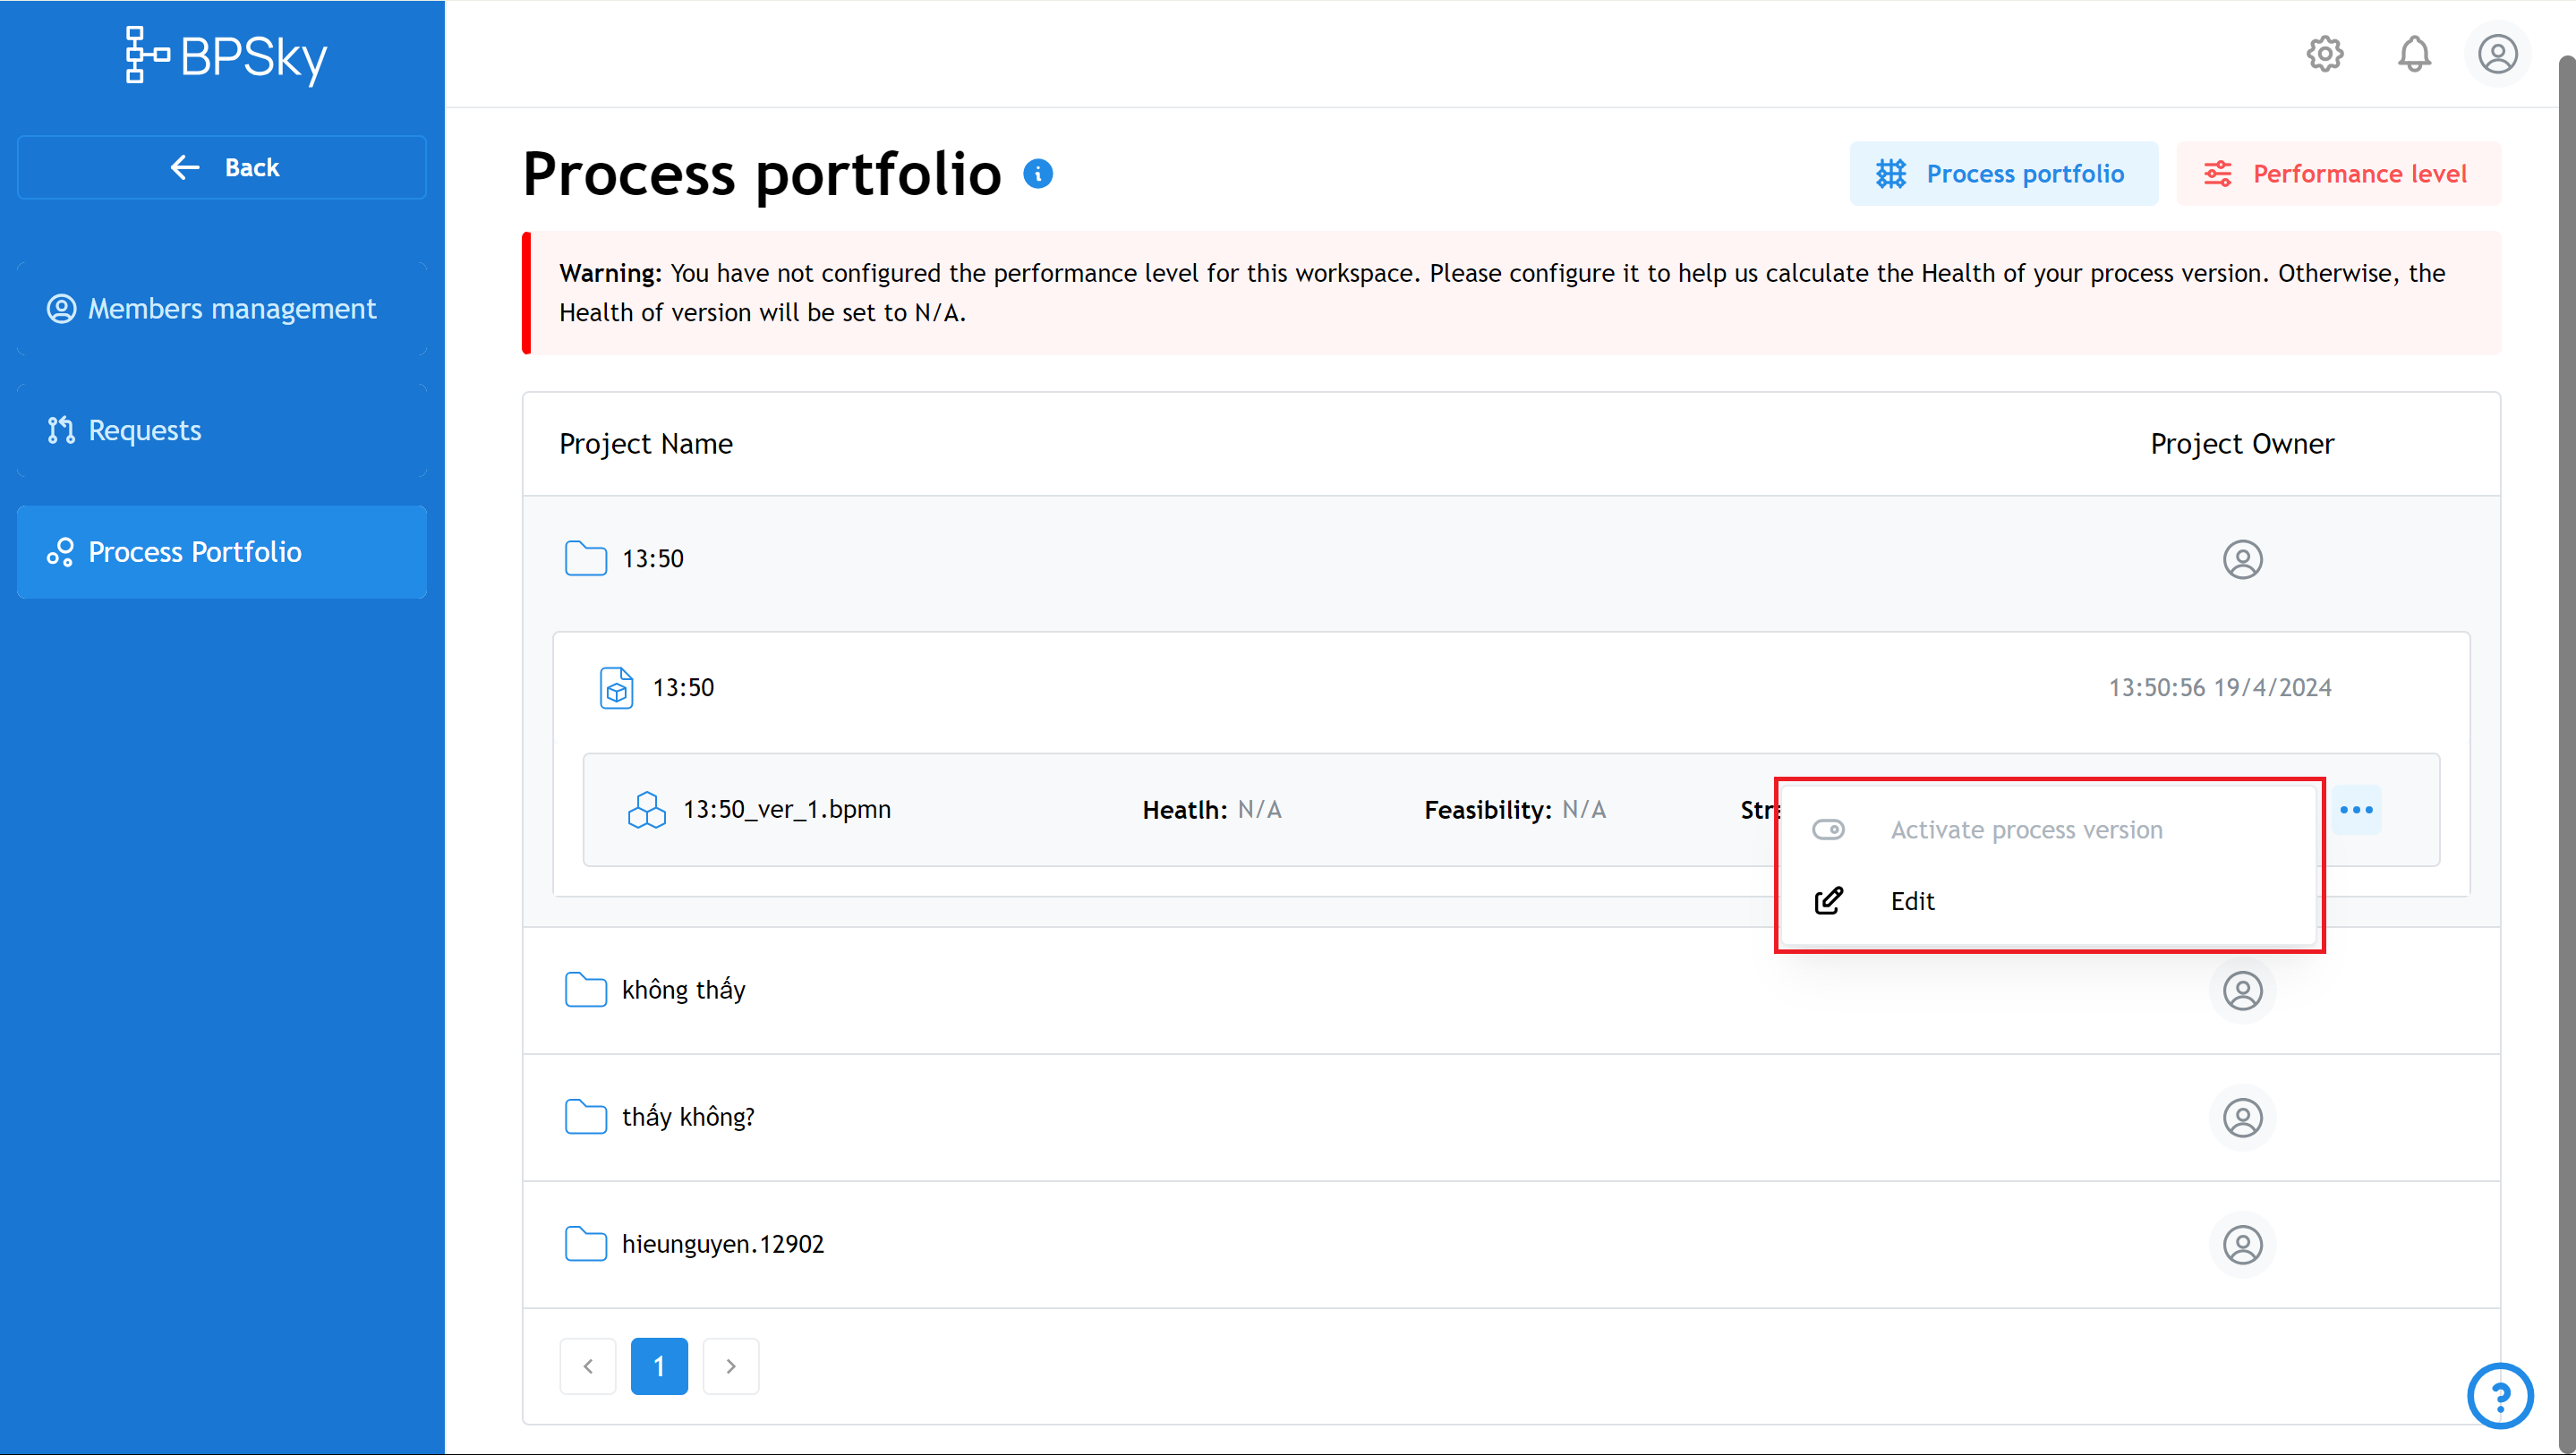 BPSky
Back
Members management
Requests
Process Portfolio
Process portfolio
Process portfolio
Performance level
Warning: You have not configured the performance level for this workspace. Please configure it to help us calculate the Health of your process version. Otherwise, the
Health of version will be set to N/A.
Project Name
Project Owner
13:50
13:50
13:50:56 19/4/2024
13:50_ver_1.bpmn
Heatlh: N/A
Feasibility: N/A
Str
Activate process version
Edit
không thấy
thấy không?
hieunguyen.12902
1
?